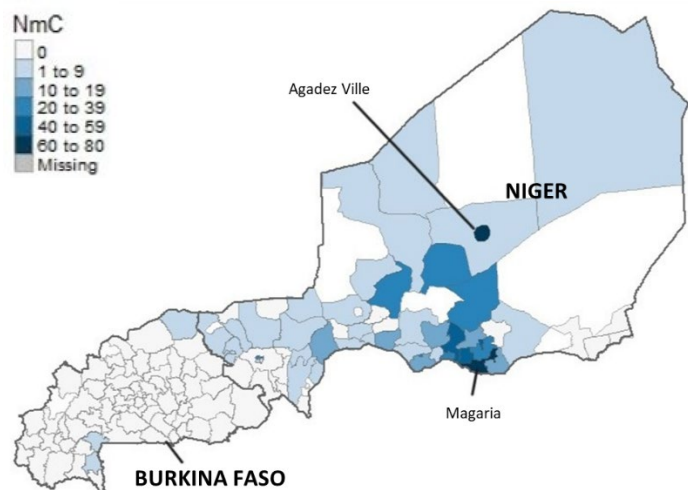 NmC
0
1 to 9
10 to 19
20 to 39
40 to 59
60 to 80
Missing
Agadez Ville
NIGER
Magaria
BURKINA FASO